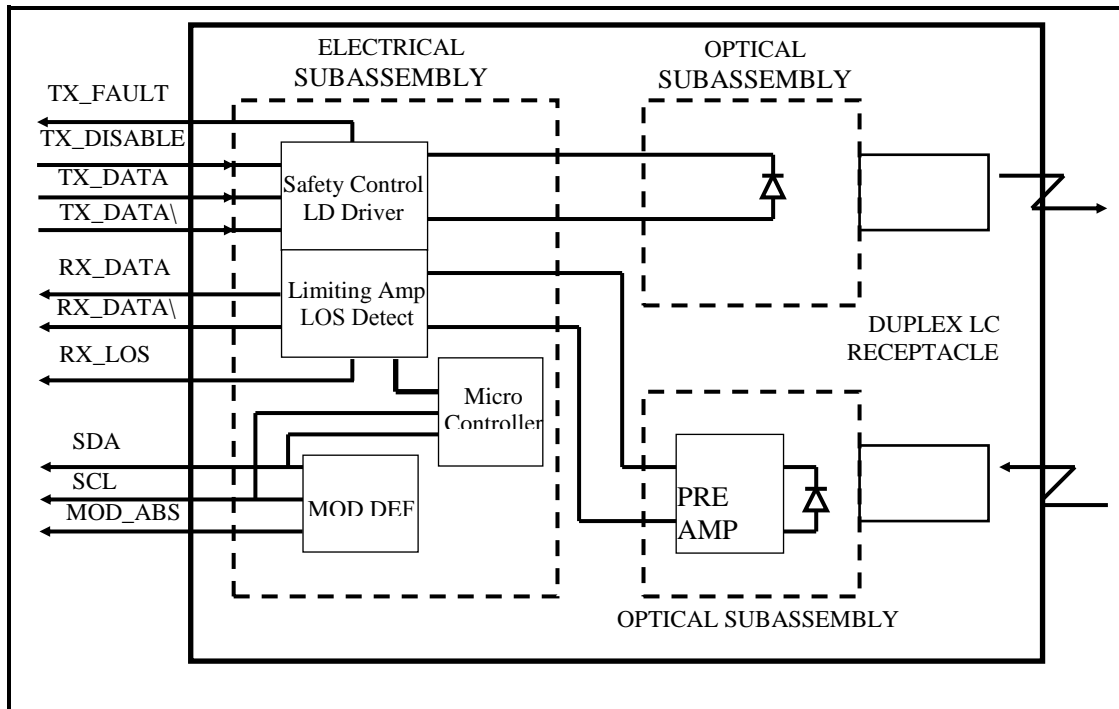 ELECTRICAL
SUBASSEMBLY
OPTICAL
SUBASSEMBLY
TX_FAULT
TX_DISABLE
TX_DATA
TX_DATA\
Safety Control
LD Driver
RX_DATA
RX_DATA\
RX_LOS
Limiting Amp
LOS Detect
DUPLEX LC
RECEPTACLE
Micro
Controller
SDA
SCL
MOD_ABS
MOD DEF
PRE
AMP
OPTICAL SUBASSEMBLY